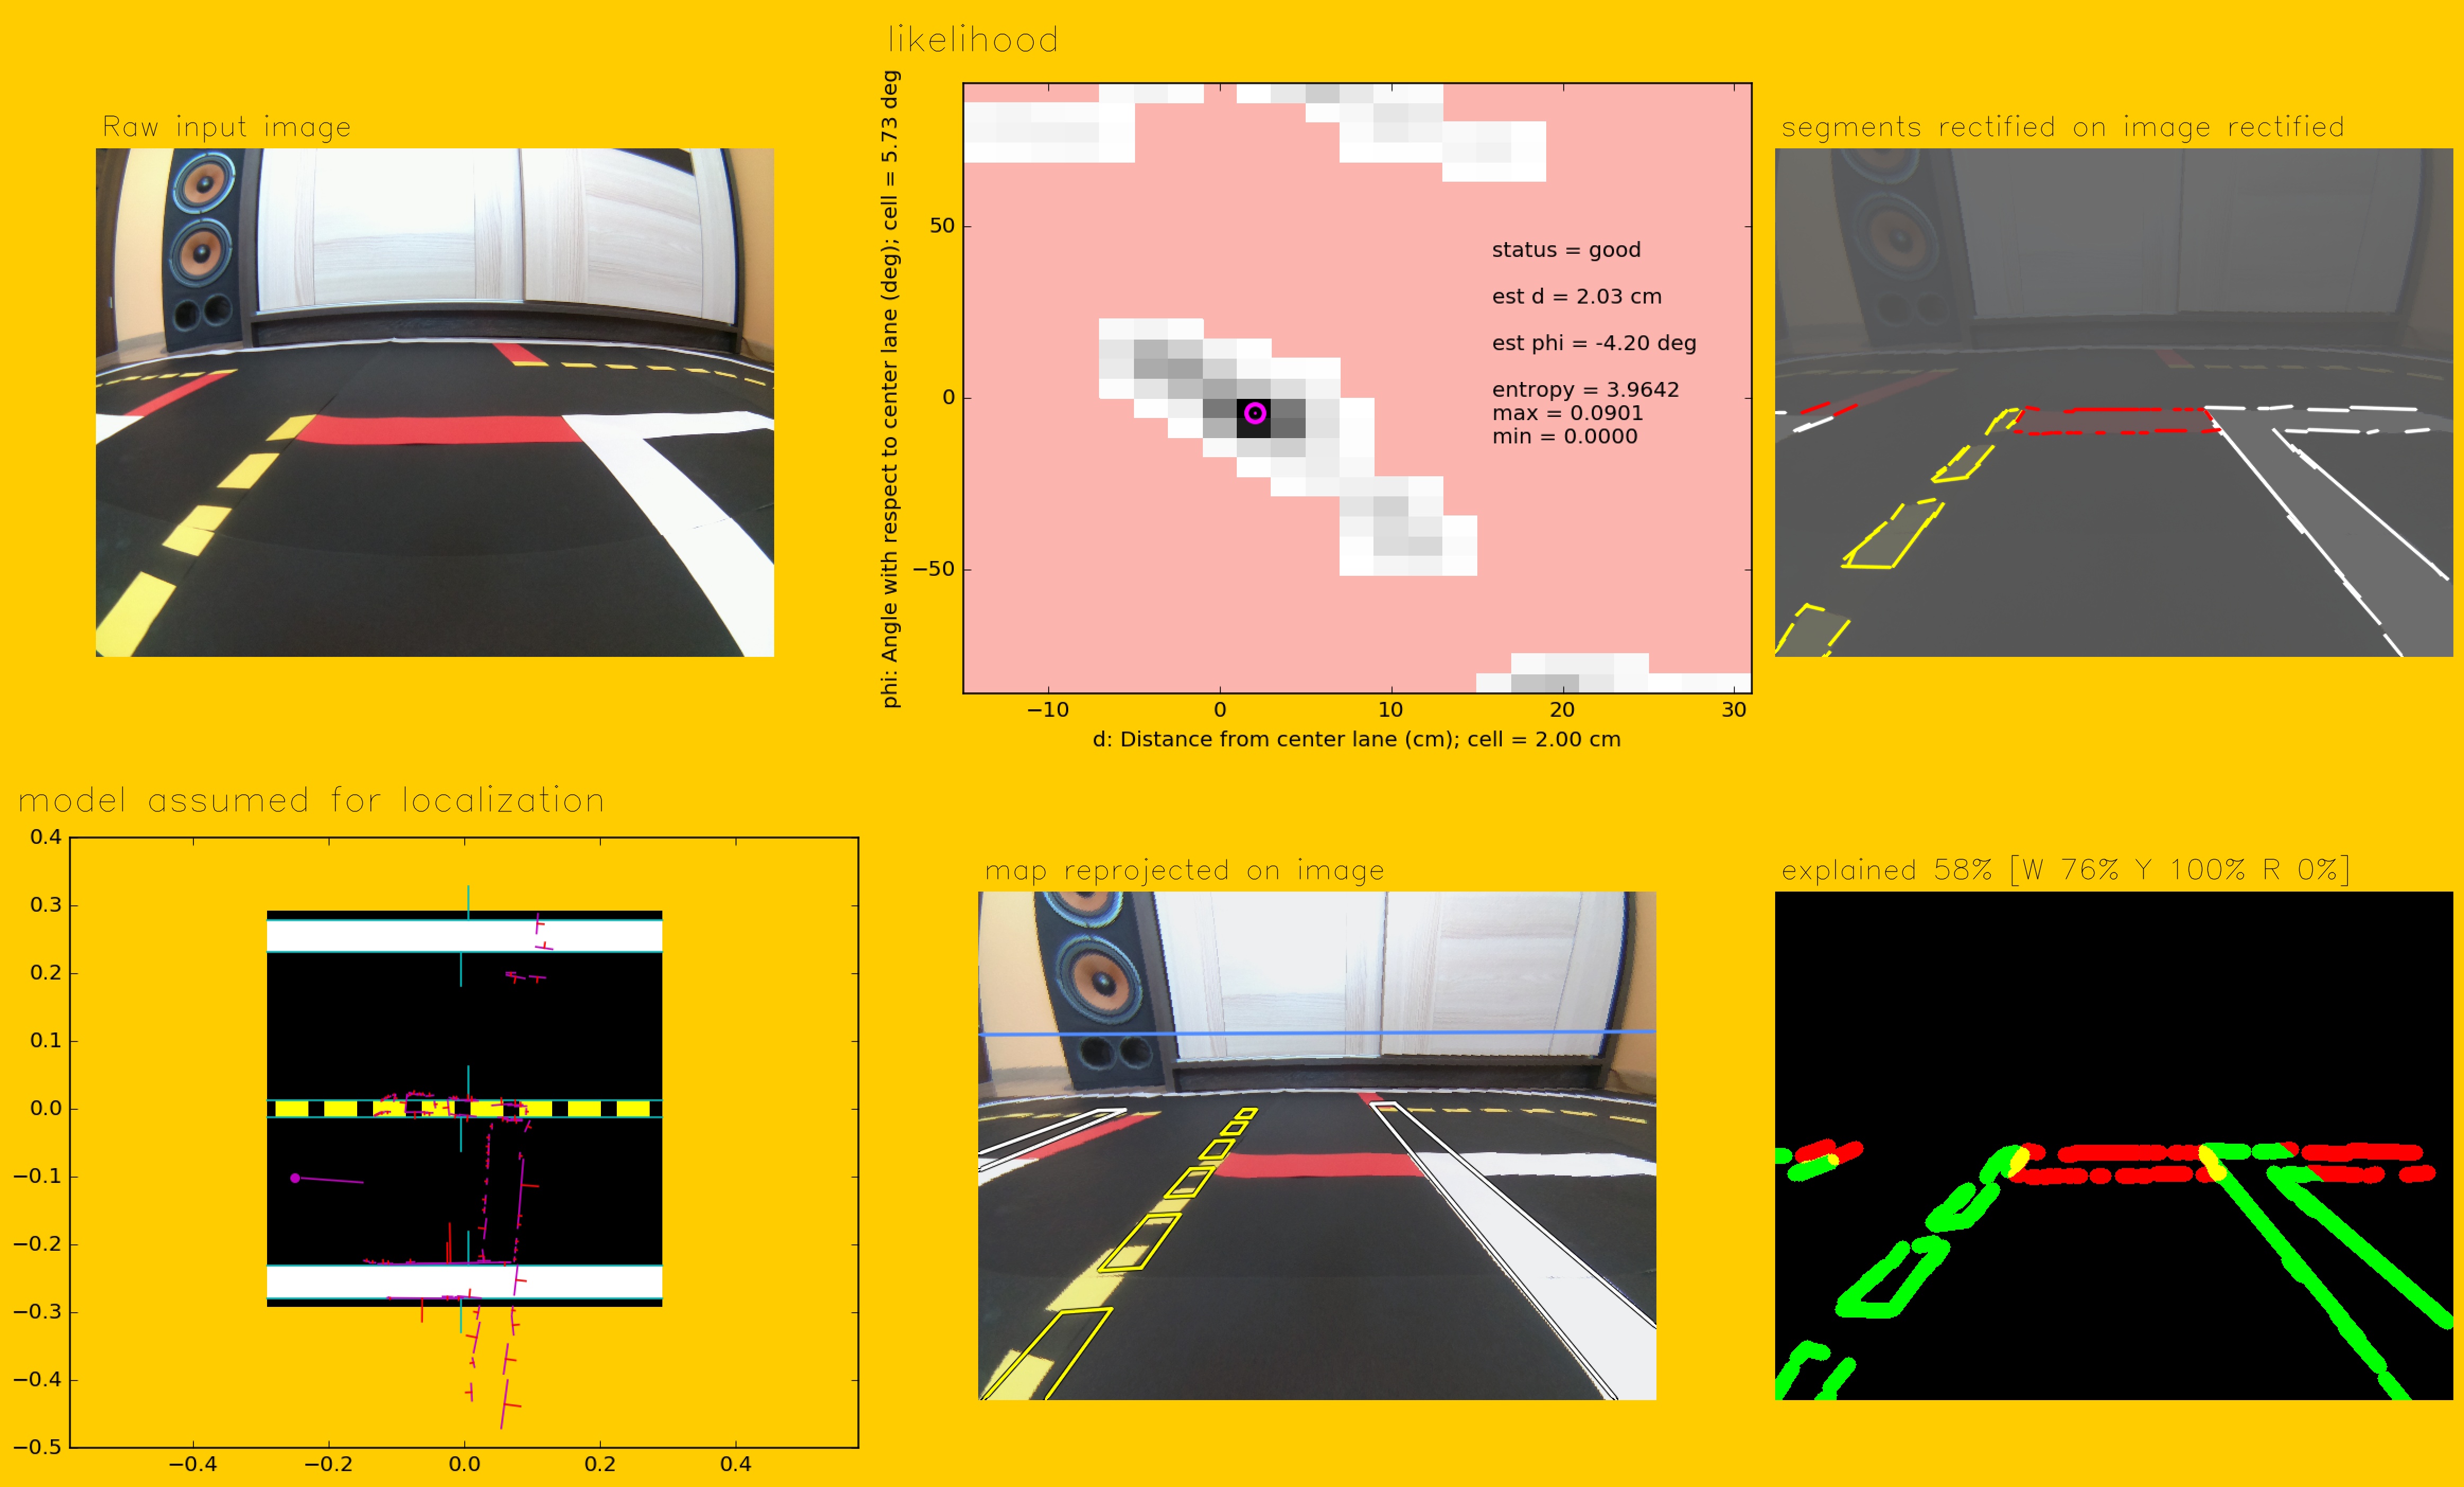 likelihood
Raw input image
segments rectified on image rectified
phi: Angle with respect to center lane (deg); cell = 5.73 deg
50
0
−50
status = good
est d = 2.03 cm
est phi = -4.20 deg
entropy = 3.9642
max = 0.0901
min = 0.0000
−10
0
10
20
30
d: Distance from center lane (cm); cell = 2.00 cm
model assumed for localization
0.4
0.3
0.2
0.1
0.0
−0.1
−0.2
−0.3
−0.4
−0.5
−0.4
−0.2
0.0
0.2
0.4
map reprojected on image
explained 58% [W 76% Y 100% R 0%]